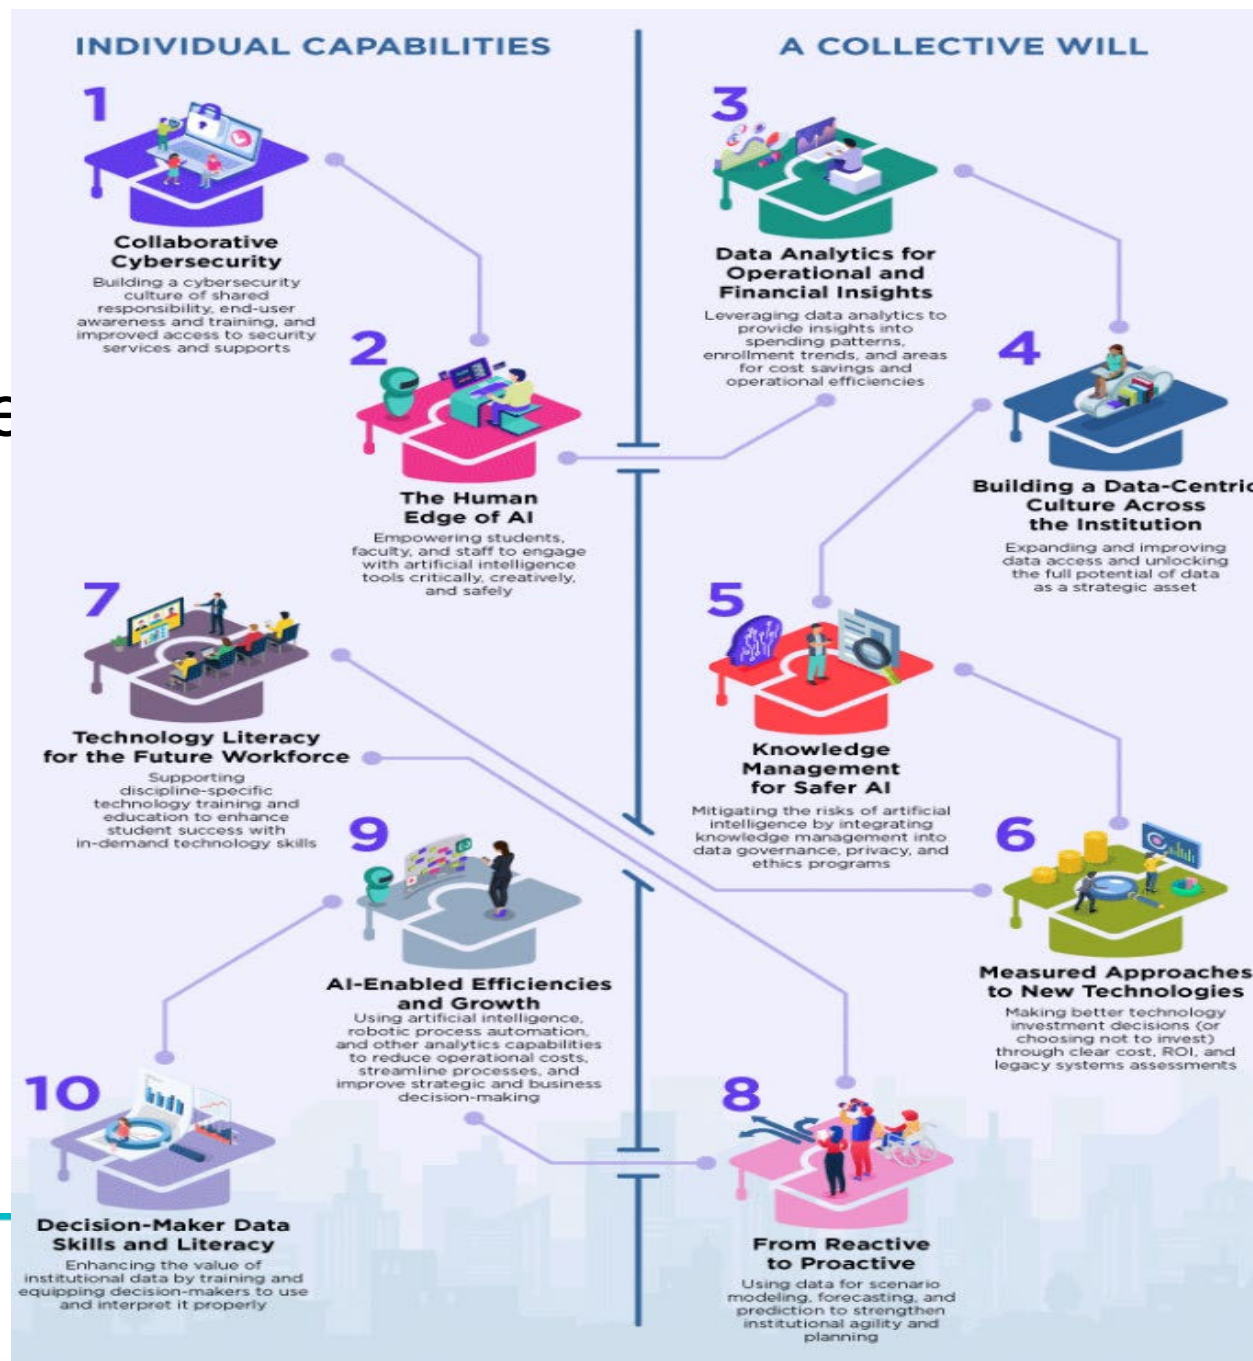 INDIVIDUAL CAPABILITIES
A COLLECTIVE WILL
1
Collaborative
Cybersecurity
Building a cybersecurity
culture of shared
responsibility, end-user
awareness and training, and
improved access to security
services and supports
2
The Human
Edge of AI
Empowering students,
faculty, and staff to engage
with artificial intelligence
tools critically, creatively,
and safely
3
Data Analytics for
Operational and
Financial Insights
Leveraging data analytics to
provide insights into
spending patterns,
enrollment trends, and areas
for cost savings and
operational efficiencies
4
Building a Data-Centric
Culture Across
the Institution
Expanding and improving
data access and unlocking
the full potential of data
as a strategic asset
5
Knowledge
Management
for Safer AI
Mitigating the risks of artificial
intelligence by integrating
knowledge management into
data governance, privacy, and
ethics programs
6
Measured Approaches
to New Technologies
Making better technology
investment decisions (or
choosing not to invest)
through clear cost, ROI, and
legacy systems assessments
7
Technology Literacy
for the Future Workforce
Supporting
discipline-specific
technology training and
education to enhance
student success with
in-demand technology skills
8
From Reactive
to Proactive
Using data for scenario
modeling, forecasting, and
prediction to strengthen
institutional agility and
planning
9
AI-Enabled Efficiencies
and Growth
Using artificial intelligence,
robotic process automation,
and other analytics capabilities
to reduce operational costs,
streamline processes, and
improve strategic and business
decision-making
10
Decision-Maker Data
Skills and Literacy
Enhancing the value of
institutional data by training and
equipping decision-makers to use
and interpret it properly